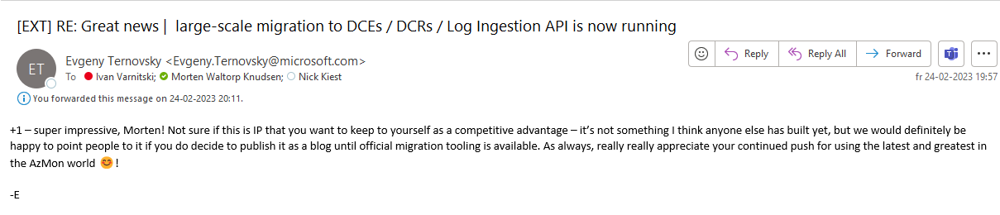 [EXT] RE: Great news | large-scale migration to DCEs / DCRs / Log Ingestion API is now running
ET
Evgeny Ternovsky <Evgeny.Ternovsky@microsoft.com>
To Ivan Varnitski; Morten Waltorp Knudsen; Nick Kiest
Reply
Reply All
Forward
fr 24-02-2023 19:57
You forwarded this message on 24-02-2023 20:11.
+1 – super impressive, Morten! Not sure if this is IP that you want to keep to yourself as a competitive advantage – it’s not something I think anyone else has built yet, but we would definitely be
happy to point people to it if you do decide to publish it as a blog until official migration tooling is available. As always, really really appreciate your continued push for using the latest and greatest in
the AzMon world 😊 !
-E